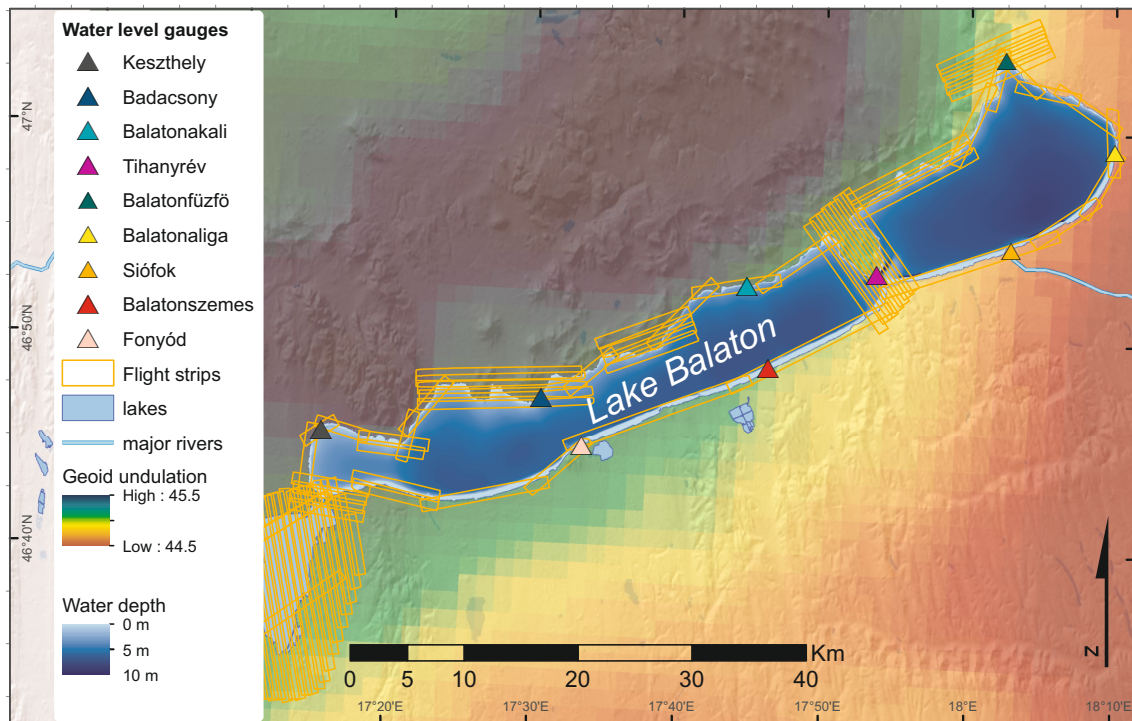 Water level gauges
Keszthely
Badacsony
Balatonakali
Tihanyrév
Balatonfüzfö
Balatonaliga
Siófok
Balatonszemes
Fonyód
Flight strips
lakes
major rivers
Geoid undulation
High : 45.5
Low : 44.5
Water depth
0 m
5 m
10 m
47°N
46°50'N
46°40'N
Lake Balaton
Km
0 5 10 20 30 40
N
17°20'E 17°30'E 17°40'E 17°50'E 18°E 18°10'E